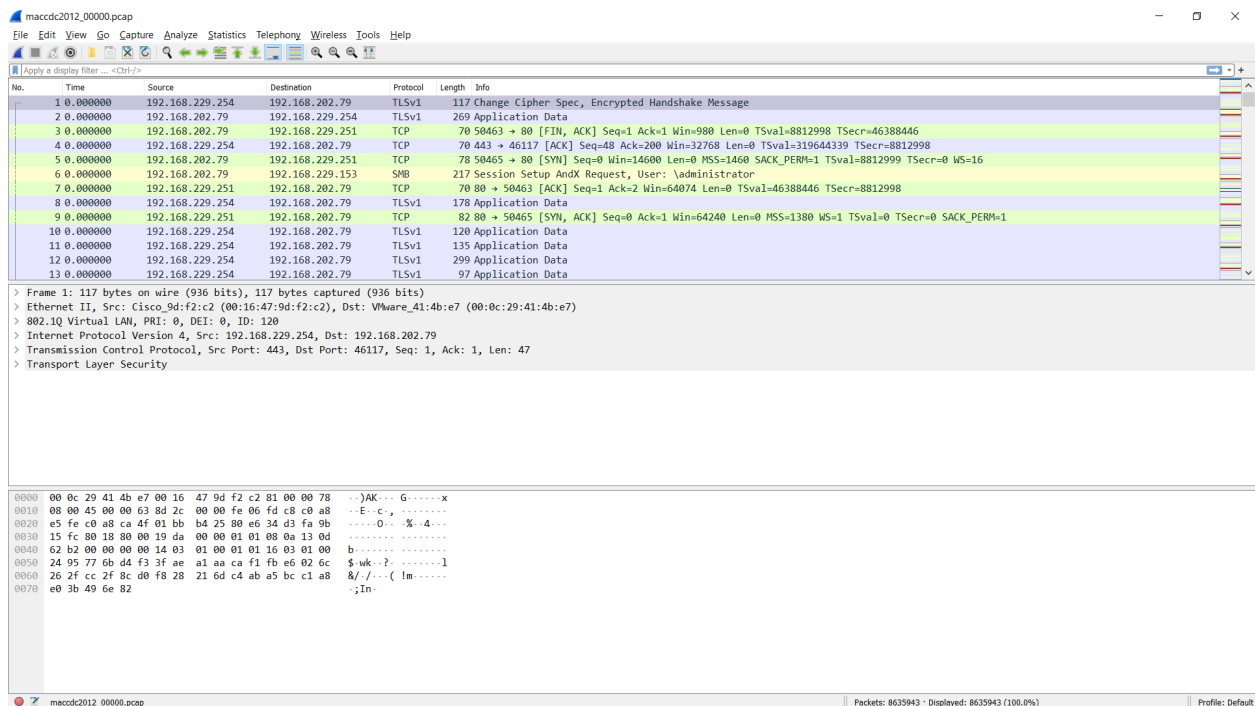 maccdc2012_00000.pcap
File Edit View Go Capture Analyze Statistics Telephony Wireless Tools Help
Apply a display filter ... <Ctrl-/>
No. Time Source Destination Protocol Length Info
1 0.000000 192.168.229.254 192.168.202.79 TLSv1 117 Change Cipher Spec, Encrypted Handshake Message
2 0.000000 192.168.202.79 192.168.229.254 TLSv1 269 Application Data
3 0.000000 192.168.202.79 192.168.229.251 TCP 70 50463 → 80 [FIN, ACK] Seq=1 Ack=1 Win=980 Len=0 TSval=8812998 TSecr=46388446
4 0.000000 192.168.229.254 192.168.202.79 TCP 70 443 → 46117 [ACK] Seq=48 Ack=200 Win=32768 Len=0 TSval=319644339 TSecr=8812998
5 0.000000 192.168.202.79 192.168.229.251 TCP 78 50465 → 80 [SYN] Seq=0 Win=14600 Len=0 MSS=1460 SACK_PERM=1 TSval=8812999 TSecr=0 WS=16
6 0.000000 192.168.202.79 192.168.229.153 SMB 217 Session Setup AndX Request, User: \administrator
7 0.000000 192.168.229.251 192.168.202.79 TCP 70 80 → 50463 [ACK] Seq=1 Ack=2 Win=64074 Len=0 TSval=46388446 TSecr=8812998
8 0.000000 192.168.229.254 192.168.202.79 TLSv1 178 Application Data
9 0.000000 192.168.229.251 192.168.202.79 TCP 82 80 → 50465 [SYN, ACK] Seq=0 Ack=1 Win=64240 Len=0 MSS=1380 WS=1 TSval=0 TSecr=0 SACK_PERM=1
10 0.000000 192.168.229.254 192.168.202.79 TLSv1 120 Application Data
11 0.000000 192.168.229.254 192.168.202.79 TLSv1 135 Application Data
12 0.000000 192.168.229.254 192.168.202.79 TLSv1 299 Application Data
13 0.000000 192.168.229.254 192.168.202.79 TLSv1 97 Application Data
> Frame 1: 117 bytes on wire (936 bits), 117 bytes captured (936 bits)
> Ethernet II, Src: Cisco_9d:f2:c2 (00:16:47:9d:f2:c2), Dst: VMware_41:4b:e7 (00:0c:29:41:4b:e7)
> 802.1Q Virtual LAN, PRI: 0, DEI: 0, ID: 120
> Internet Protocol Version 4, Src: 192.168.229.254, Dst: 192.168.202.79
> Transmission Control Protocol, Src Port: 443, Dst Port: 46117, Seq: 1, Ack: 1, Len: 47
> Transport Layer Security
0000 00 0c 29 41 4b e7 00 16 47 9d f2 c2 81 00 00 78 ··)AK··· G······x
0010 08 00 45 00 00 63 8d 2c 00 00 fe 06 fd c8 c0 a8 ··E··c·, ········
0020 e5 fe c0 a8 ca 4f 01 bb b4 25 80 e6 34 d3 fa 9b ·····O·· ·%··4···
0030 15 fc 80 18 80 00 19 da 00 00 01 01 08 0a 13 0d ········ ········
0040 62 b2 00 00 00 00 14 03 01 00 01 01 16 03 01 00 b······· ········
0050 24 95 77 6b d4 f3 3f ae a1 aa ca f1 fb e6 02 6c $·wk··?· ·······l
0060 26 2f cc 2f 8c d0 f8 28 21 6d c4 ab a5 bc c1 a8 &/·/···( !m······
0070 e0 3b 49 6e 82 ·;In·
maccdc2012_00000.pcap Packets: 8635943 · Displayed: 8635943 (100.0%) Profile: Default